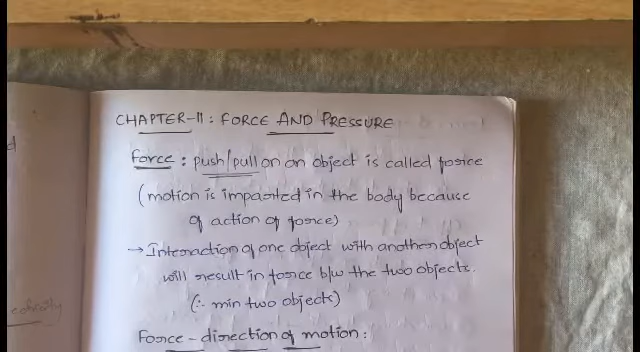 CHAPTER-11: FORCE AND PRESSURE
Force: push/pull on an object is called force
(motion is imparted in the body because
of action of force)
→ Interaction of one object with another object
will result in force b/w the two objects.
(∴ min two objects)
Force - direction of motion: